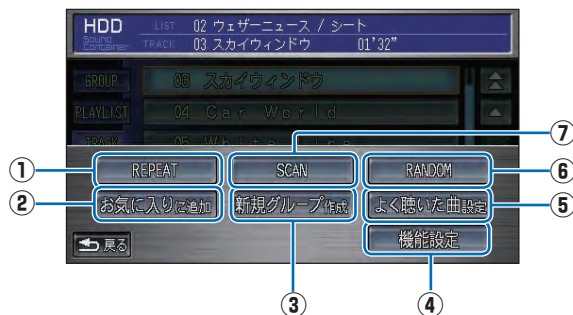 HDD LIST 02 ウェザーニュース / シート
Sound Container TRACK 03 スカイウィンドウ 01'32"
GROUP 03 スカイウィンドウ
PLAYLIST 04 Car World
TRACK 05 White Line
⑦
① REPEAT SCAN RANDOM ⑥
② お気に入りに追加 新規グループ作成 よく聴いた曲設定 ⑤
戻る 機能設定
③ ④